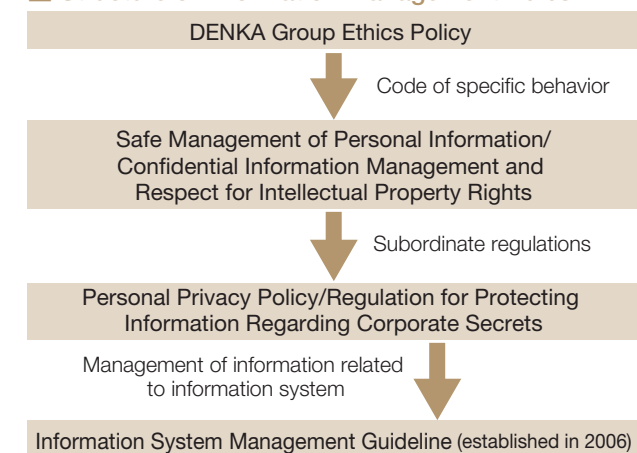 DENKA Group Ethics Policy
Code of specific behavior
Safe Management of Personal Information/
Confidential Information Management and
Respect for Intellectual Property Rights
Subordinate regulations
Personal Privacy Policy/Regulation for Protecting
Information Regarding Corporate Secrets
Management of information related
to information system
Information System Management Guideline (established in 2006)